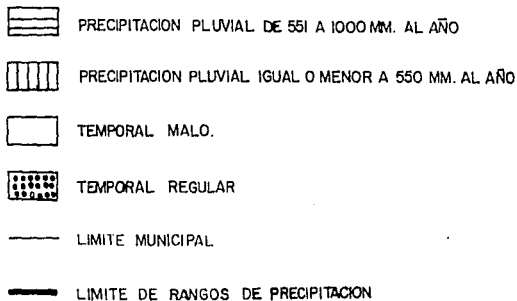 PRECIPITACION PLUVIAL DE 551 A 1000 MM. AL AÑO
PRECIPITACION PLUVIAL IGUAL O MENOR A 550 MM. AL AÑO
TEMPORAL MALO.
TEMPORAL REGULAR
LIMITE MUNICIPAL
LIMITE DE RANGOS DE PRECIPITACION